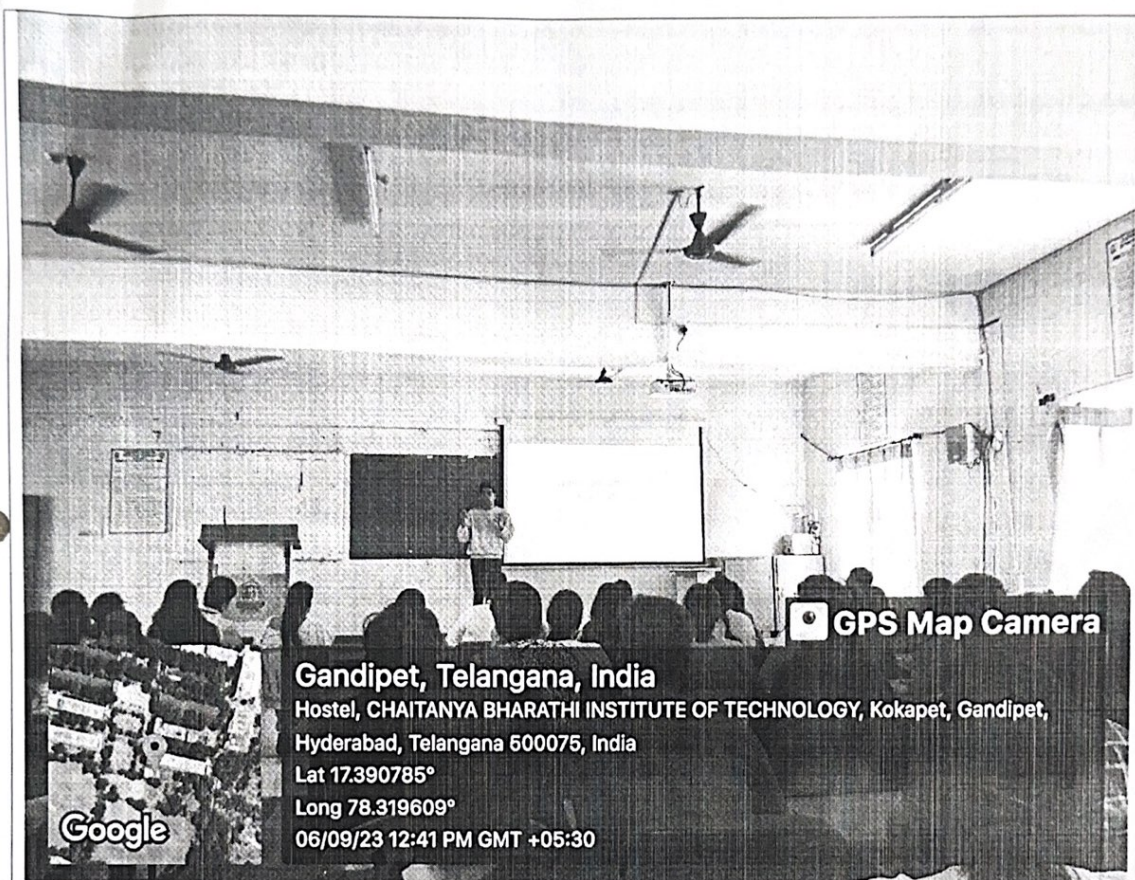 GPS Map Camera
Gandipet, Telangana, India
Hostel, CHAITANYA BHARATHI INSTITUTE OF TECHNOLOGY, Kokapet, Gandipet,
Hyderabad, Telangana 500075, India
Lat 17.390785°
Long 78.319609°
06/09/23 12:41 PM GMT +05:30
Google